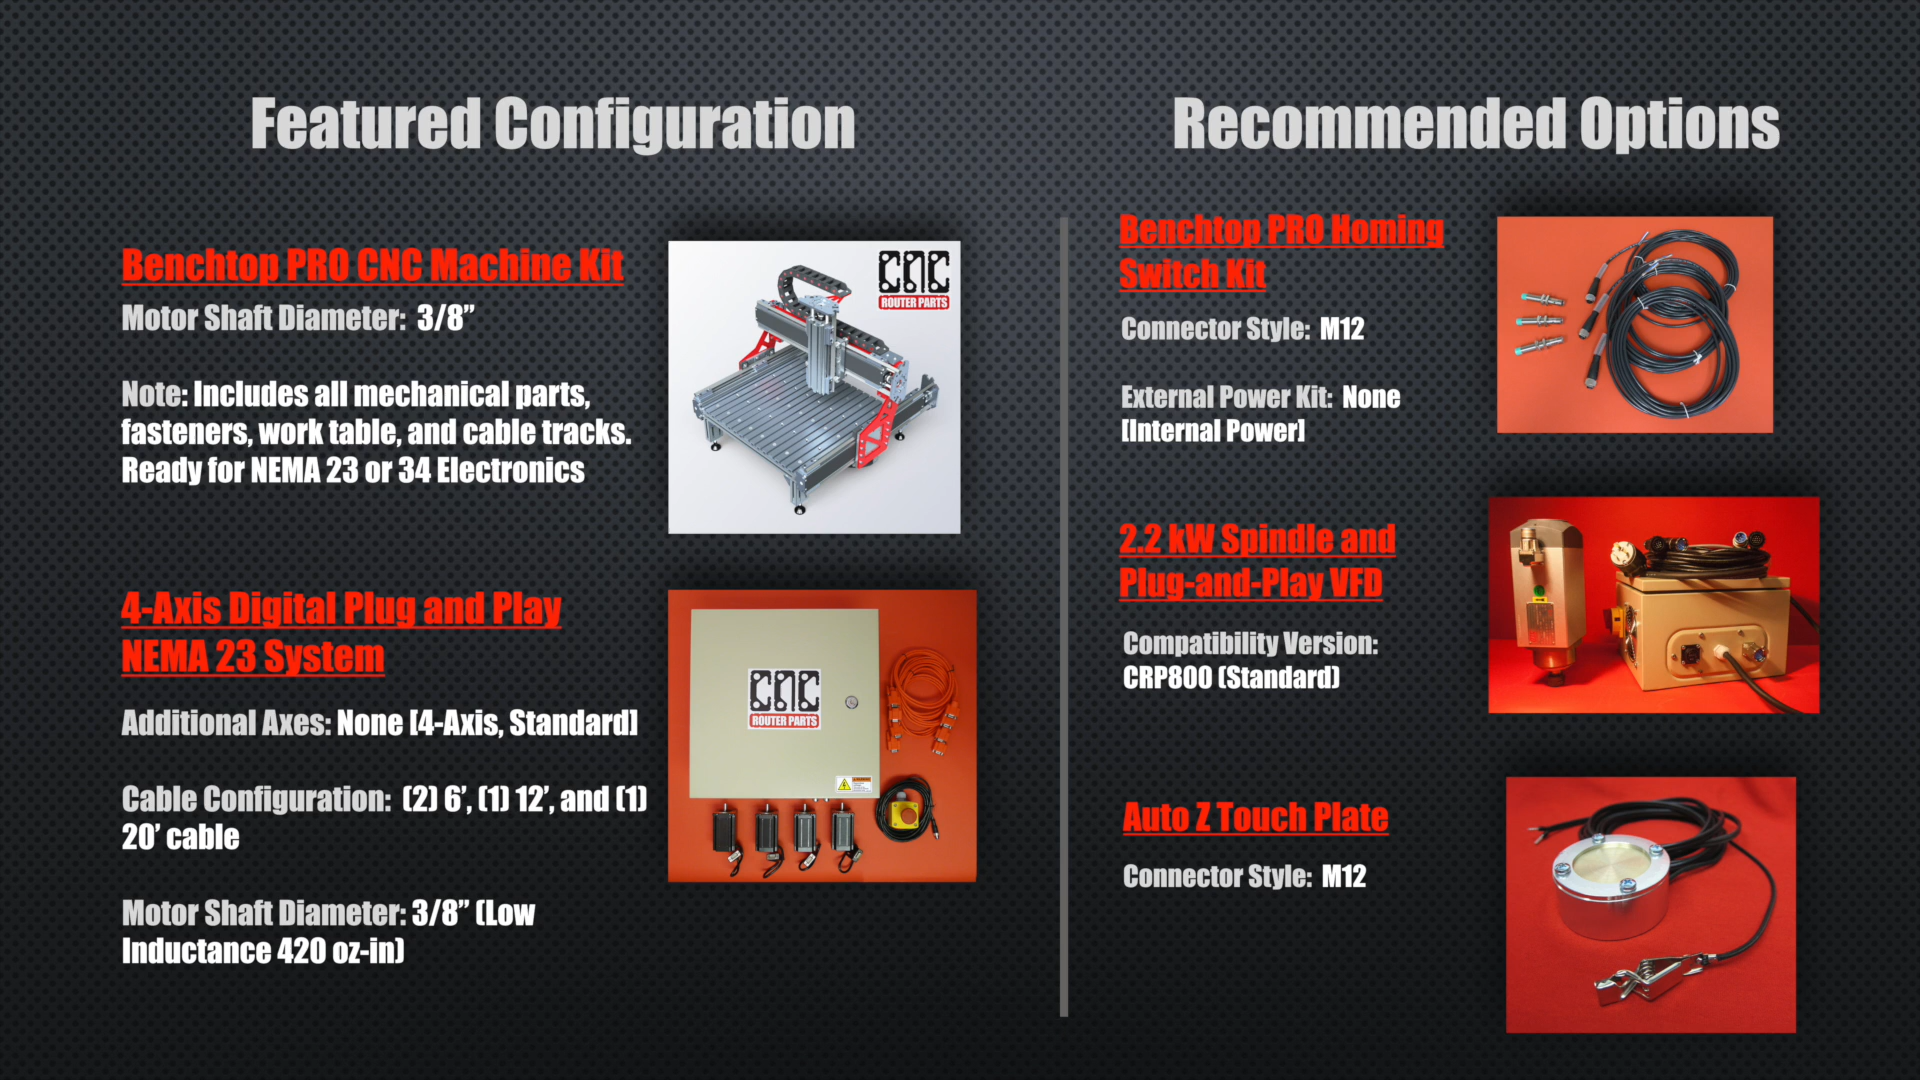 Featured Configuration
Benchtop PRO CNC Machine Kit
Motor Shaft Diameter: 3/8”
Note: Includes all mechanical parts,
fasteners, work table, and cable tracks.
Ready for NEMA 23 or 34 Electronics
CNC
ROUTER PARTS
4-Axis Digital Plug and Play
NEMA 23 System
Additional Axes: None [4-Axis, Standard]
Cable Configuration: (2) 6’, (1) 12’, and (1)
20’ cable
Motor Shaft Diameter: 3/8” (Low
Inductance 420 oz-in)
CNC
ROUTER PARTS
Recommended Options
Benchtop PRO Homing
Switch Kit
Connector Style: M12
External Power Kit: None
[Internal Power]
2.2 kW Spindle and
Plug-and-Play VFD
Compatibility Version:
CRP800 (Standard)
Auto Z Touch Plate
Connector Style: M12